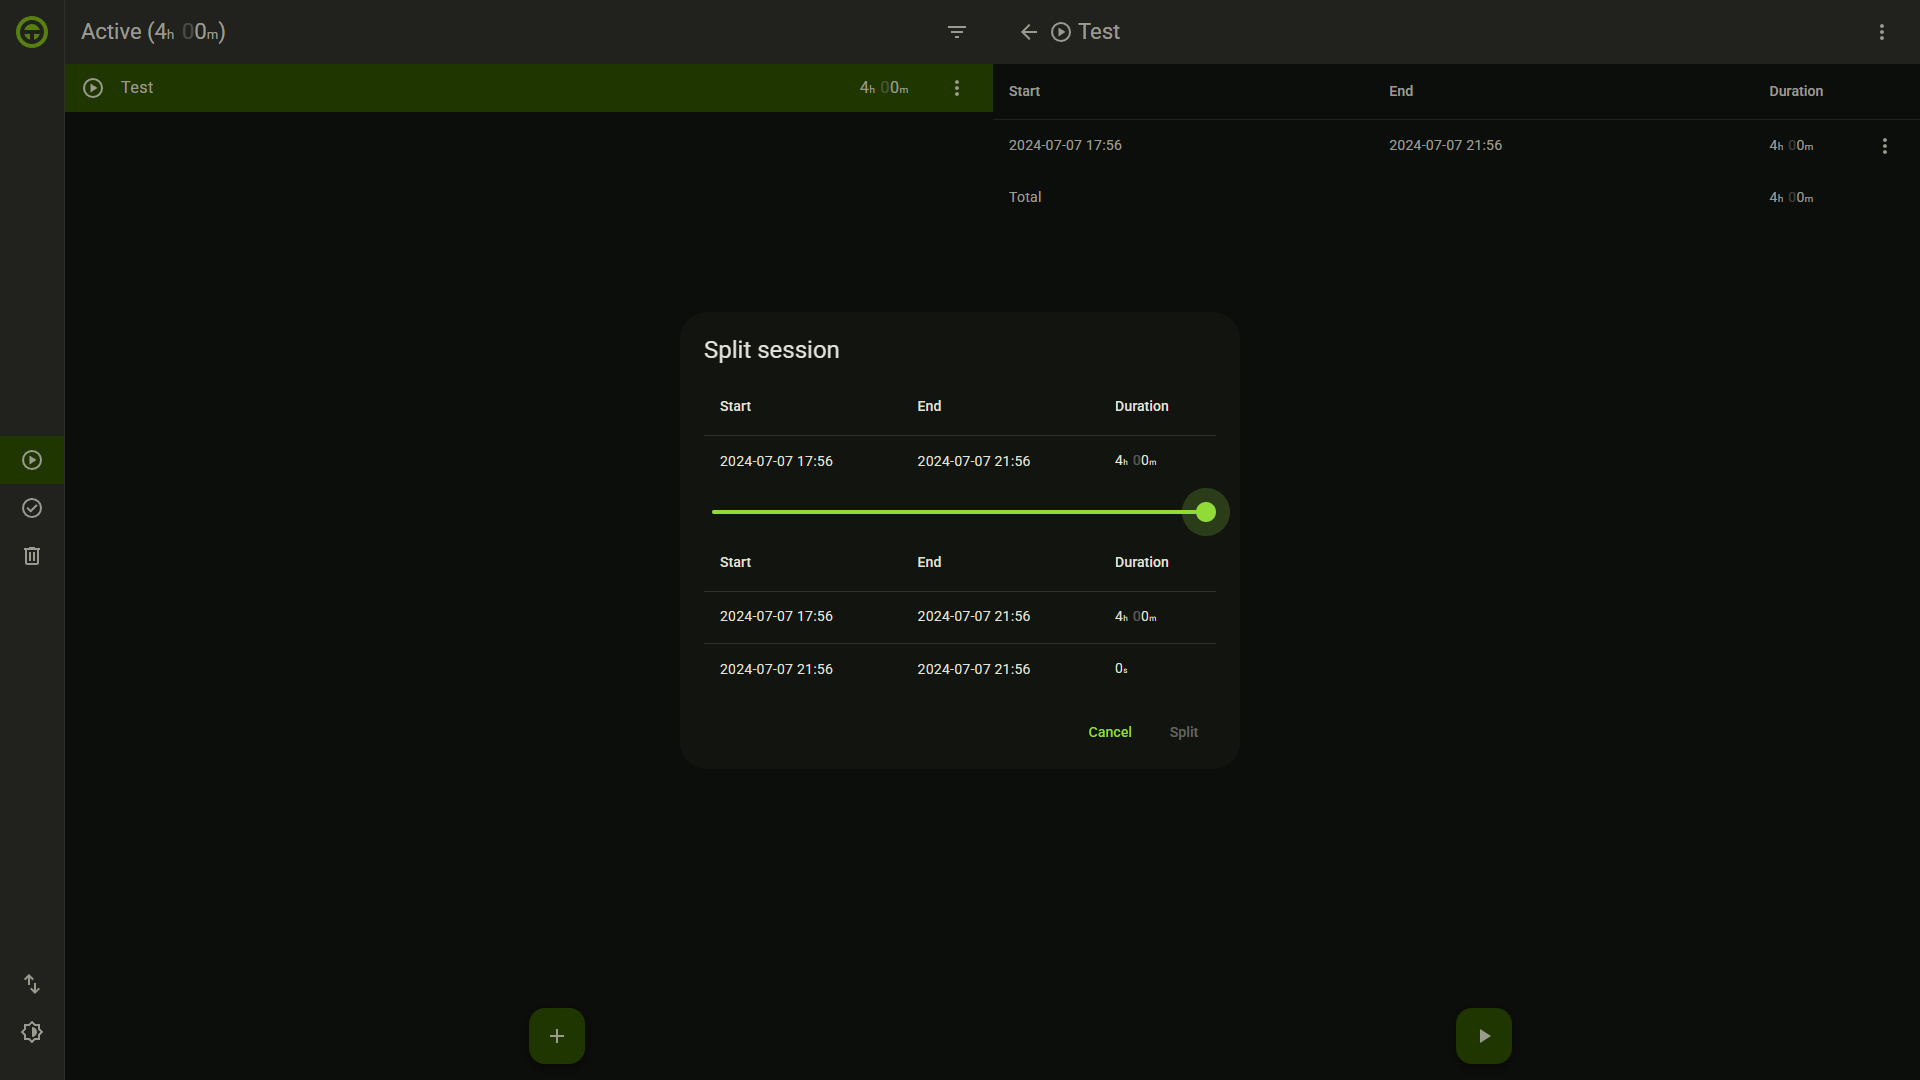 Active (4h 00m)
Test
Test
4h 00m
Start End Duration
2024-07-07 17:56 2024-07-07 21:56 4h 00m
Total 4h 00m
Split session
Start End Duration
2024-07-07 17:56 2024-07-07 21:56 4h 00m
Start End Duration
2024-07-07 17:56 2024-07-07 21:56 4h 00m
2024-07-07 21:56 2024-07-07 21:56 0s
Cancel Split